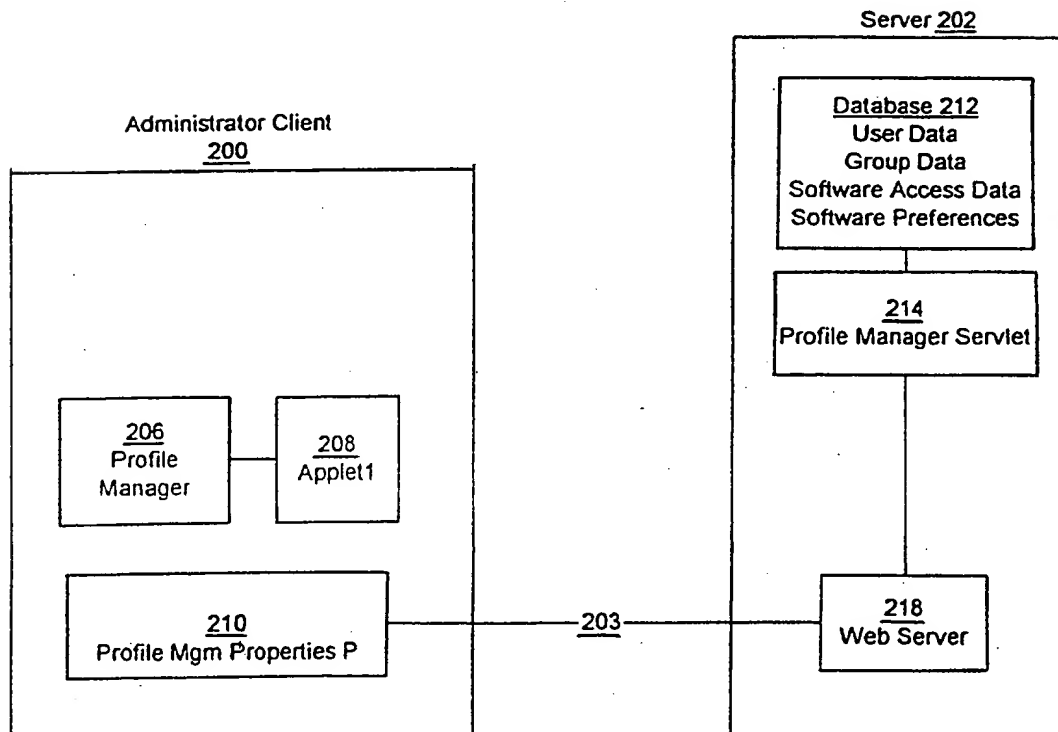 Server 202
Database 212
User Data
Group Data
Software Access Data
Software Preferences
Administrator Client
200
214
Profile Manager Servlet
206
Profile
Manager
208
Applet1
210
Profile Mgm Properties P
203
218
Web Server